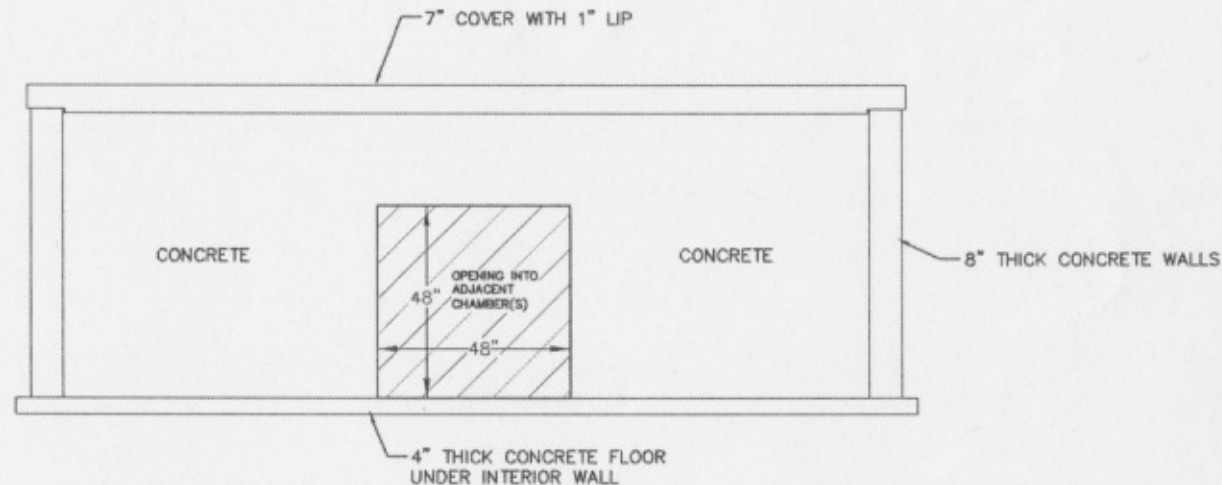 7" COVER WITH 1" LIP
CONCRETE
OPENING INTO
ADJACENT
CHAMBER(S)
48"
48"
CONCRETE
8" THICK CONCRETE WALLS
4" THICK CONCRETE FLOOR
UNDER INTERIOR WALL